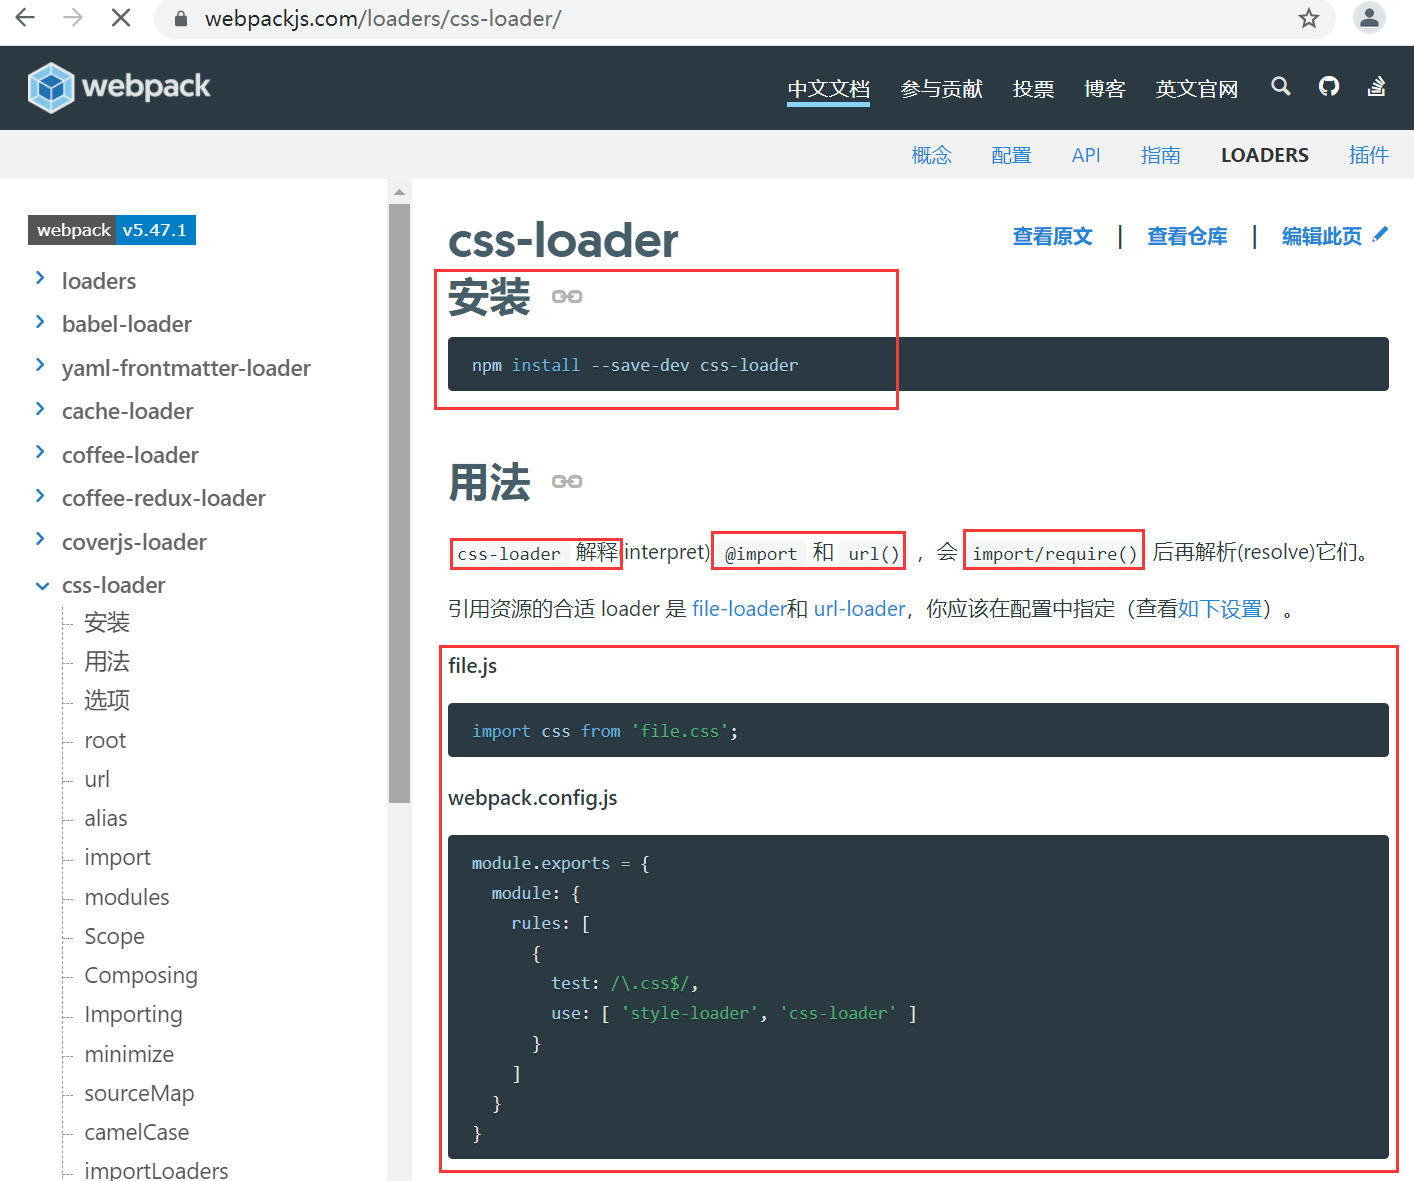 webpackjs.com/loaders/css-loader/
webpack
中文文档 参与贡献 投票 博客 英文官网
概念 配置 API 指南 LOADERS 插件
webpack v5.47.1
loaders
babel-loader
yaml-frontmatter-loader
cache-loader
coffee-loader
coffee-redux-loader
coverjs-loader
css-loader
安装
用法
选项
root
url
alias
import
modules
Scope
Composing
Importing
minimize
sourceMap
camelCase
importLoaders
css-loader
查看原文 | 查看仓库 | 编辑此页
安装
npm install --save-dev css-loader
用法
css-loader 解释(interpret) @import 和 url() ，会 import/require() 后再解析(resolve)它们。
引用资源的合适 loader 是 file-loader和 url-loader，你应该在配置中指定（查看如下设置）。
file.js
import css from 'file.css';
webpack.config.js
module.exports = {
  module: {
    rules: [
      {
        test: /\.css$/,
        use: [ 'style-loader', 'css-loader' ]
      }
    ]
  }
}